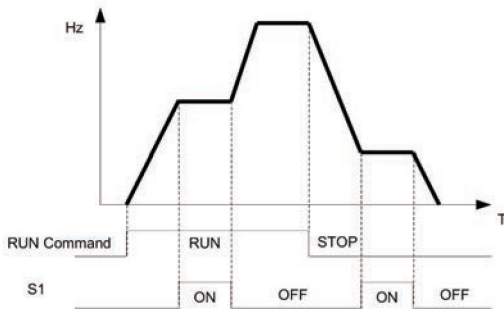 Hz
T
RUN Command RUN STOP
S1 ON OFF ON OFF